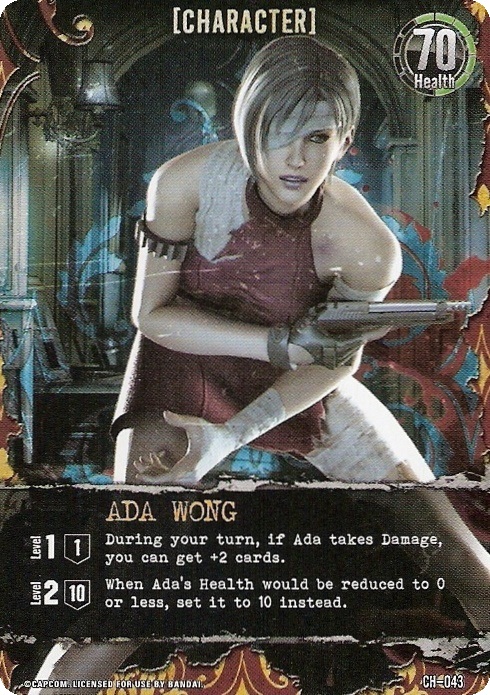 [CHARACTER]
70
Health
ADA WONG
Level 1 1 During your turn, if Ada takes Damage,
you can get +2 cards.
Level 2 10 When Ada's Health would be reduced to 0
or less, set it to 10 instead.
©CAPCOM. LICENSED FOR USE BY BANDAI.
CH-043